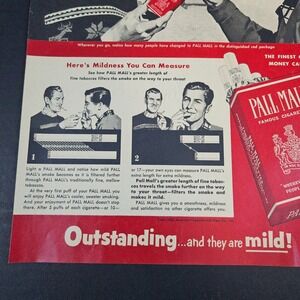 Wherever you go, notice how many people have changed to PALL MALL in the distinguished red package
THE FINEST
MONEY CA
Here's Mildness You Can Measure
See how PALL MALL's greater length of
fine tobaccos filters the smoke on the way to your throat
PALL MALL
FAMOUS CIGARE
1
2
Light a PALL MALL and notice how mild PALL
MALL's smoke becomes as it is filtered further
through PALL MALL's traditionally fine, mellow
tobaccos.
At the very first puff of your PALL MALL you
will enjoy PALL MALL's cooler, sweeter smoking.
And your enjoyment of PALL MALL doesn't stop
there. After 5 puffs of each cigarette—or 10—
or 17—your own eyes can measure PALL MALL's
extra length for extra mildness.
Pall Mall's greater length of fine tobac-
cos travels the smoke further on the way
to your throat—filters the smoke and
makes it mild.
PALL MALL gives you a smoothness, mildness
and satisfaction no other cigarette offers you.
"WHEREV
PEOPLE
Outstanding...and they are mild!